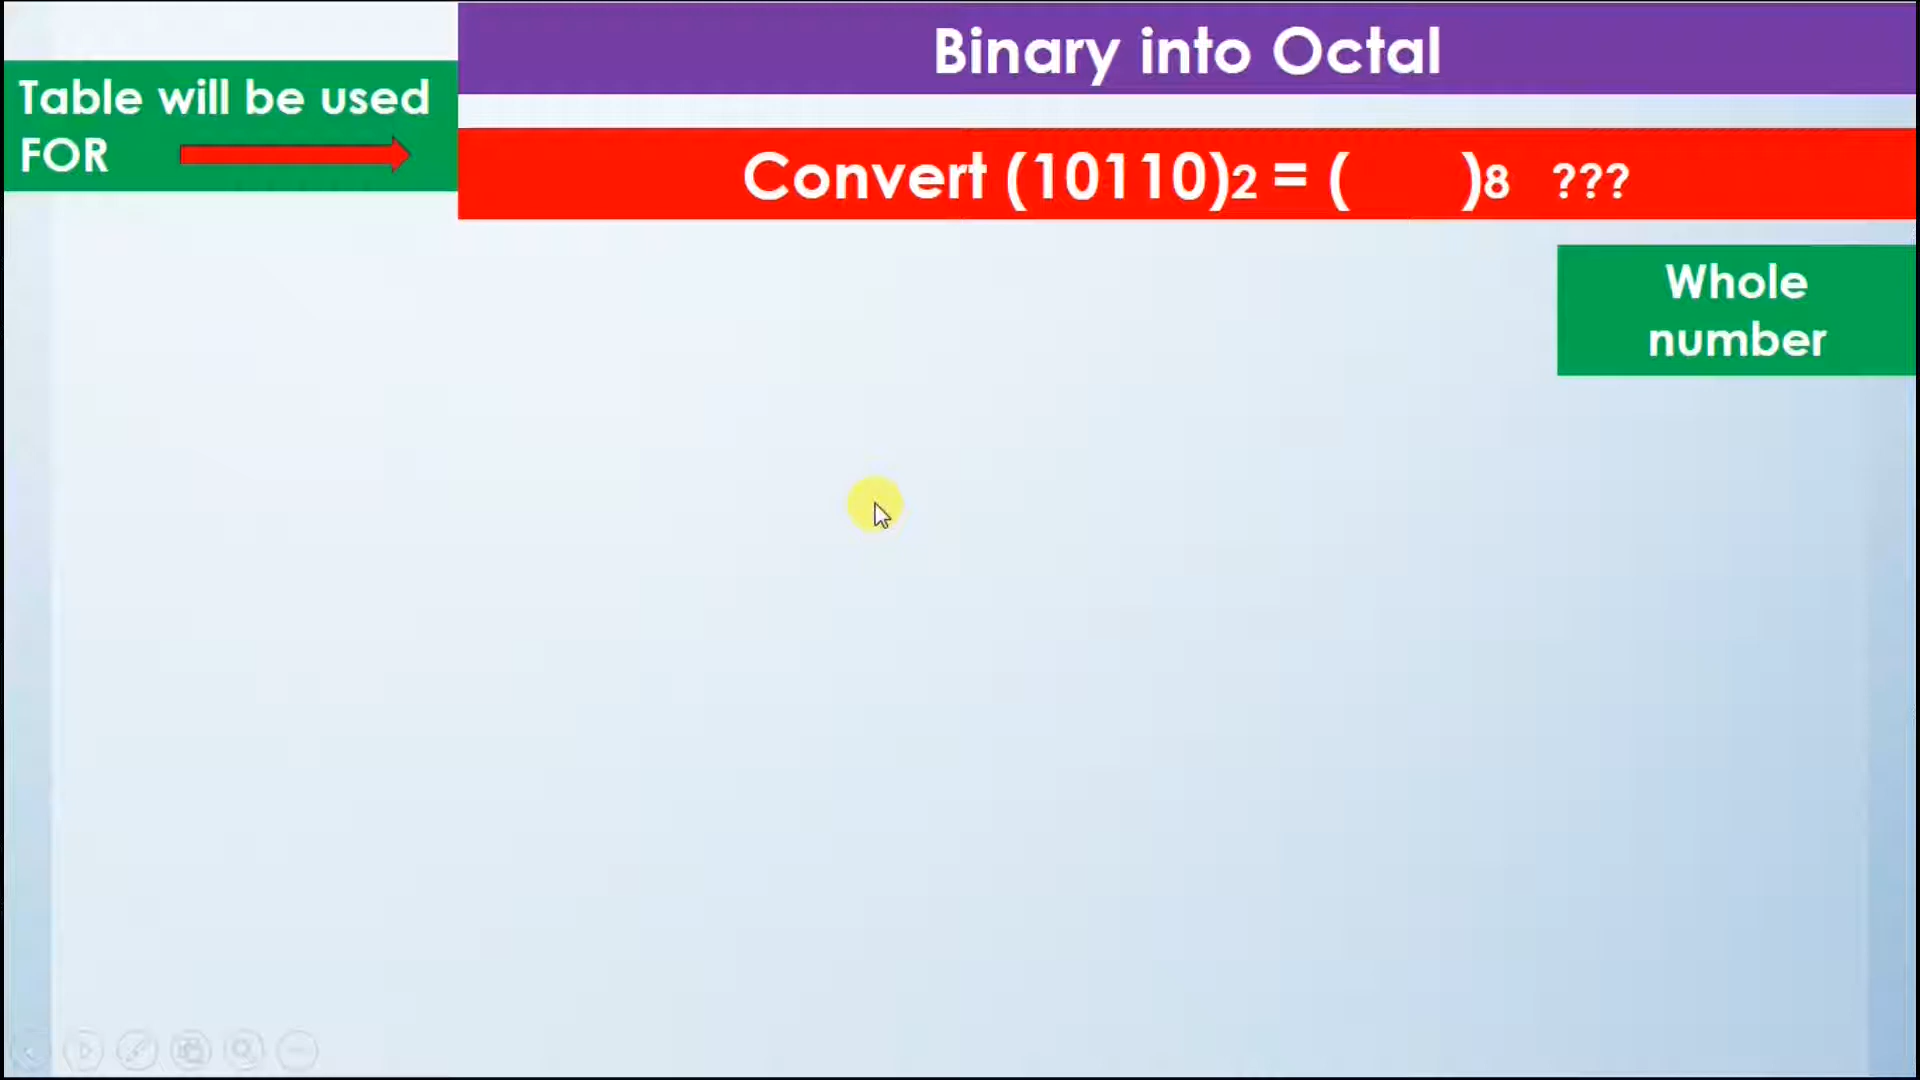 Binary into Octal
Table will be used
FOR
Convert (10110)2 = (      )8   ???
Whole
number